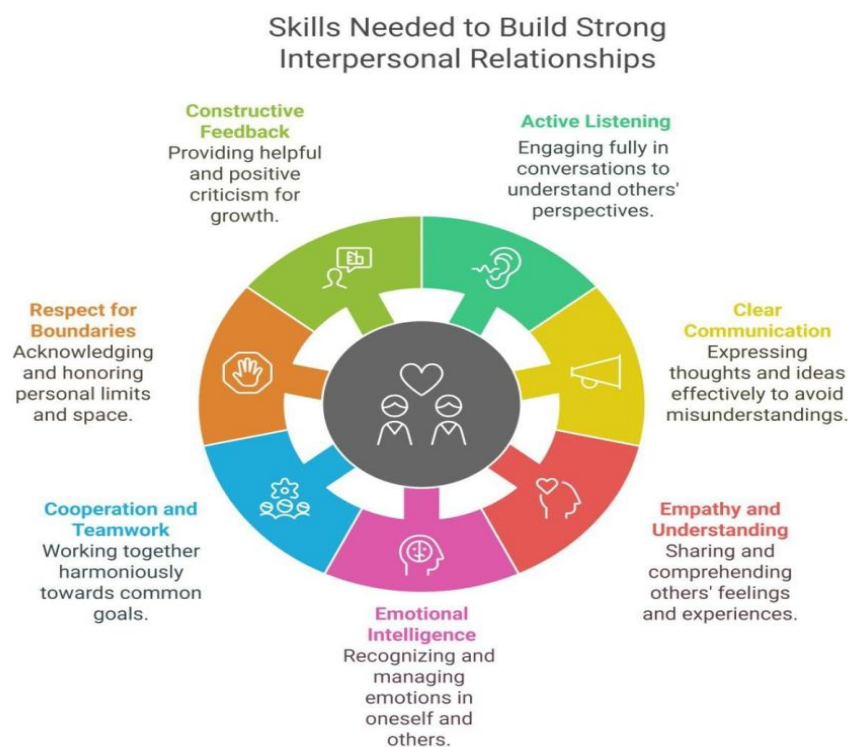 Skills Needed to Build Strong
Interpersonal Relationships
Constructive
Feedback
Providing helpful
and positive
criticism for
growth.
Active Listening
Engaging fully in
conversations to
understand others'
perspectives.
Respect for
Boundaries
Acknowledging
and honoring
personal limits
and space.
Clear
Communication
Expressing
thoughts and ideas
effectively to avoid
misunderstandings.
Cooperation and
Teamwork
Working together
harmoniously
towards common
goals.
Empathy and
Understanding
Sharing and
comprehending
others' feelings
and experiences.
Emotional
Intelligence
Recognizing and
managing
emotions in
oneself and
others.